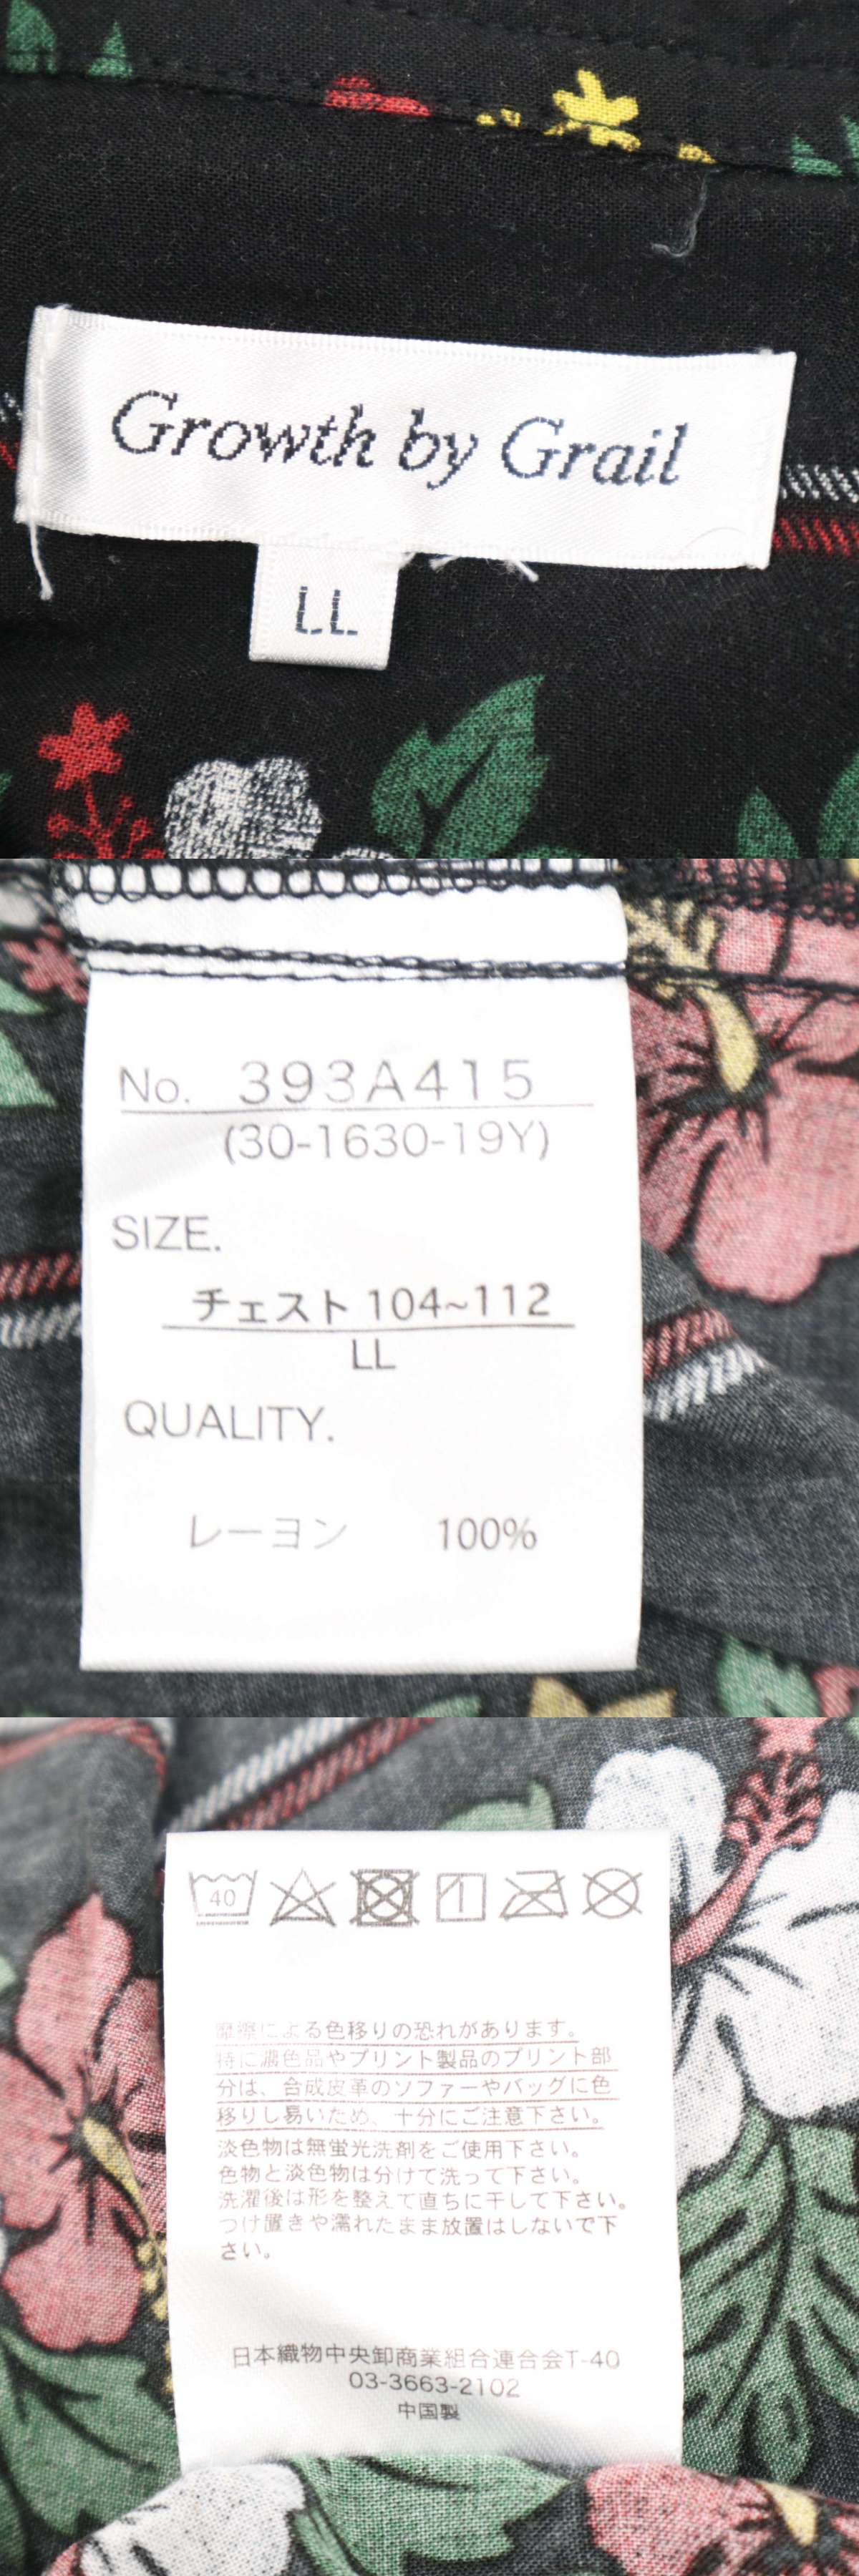 Growth by Grail
LL
No. 393A415
(30-1630-19Y)
SIZE.
チェスト 104~112
LL
QUALITY.
レーヨン 100%
40
摩擦による色移りの恐れがあります。
特に濃色品やプリント製品のプリント部
分は、合成皮革のソファーやバッグに色
移りし易いため、十分にご注意下さい。
淡色物は無蛍光洗剤をご使用下さい。
色物と淡色物は分けて洗って下さい。
洗濯後は形を整えて直ちに干して下さい。
つけ置きや濡れたまま放置はしないで下
さい。
日本織物中央卸商業組合連合会T-40
03-3663-2102
中国製